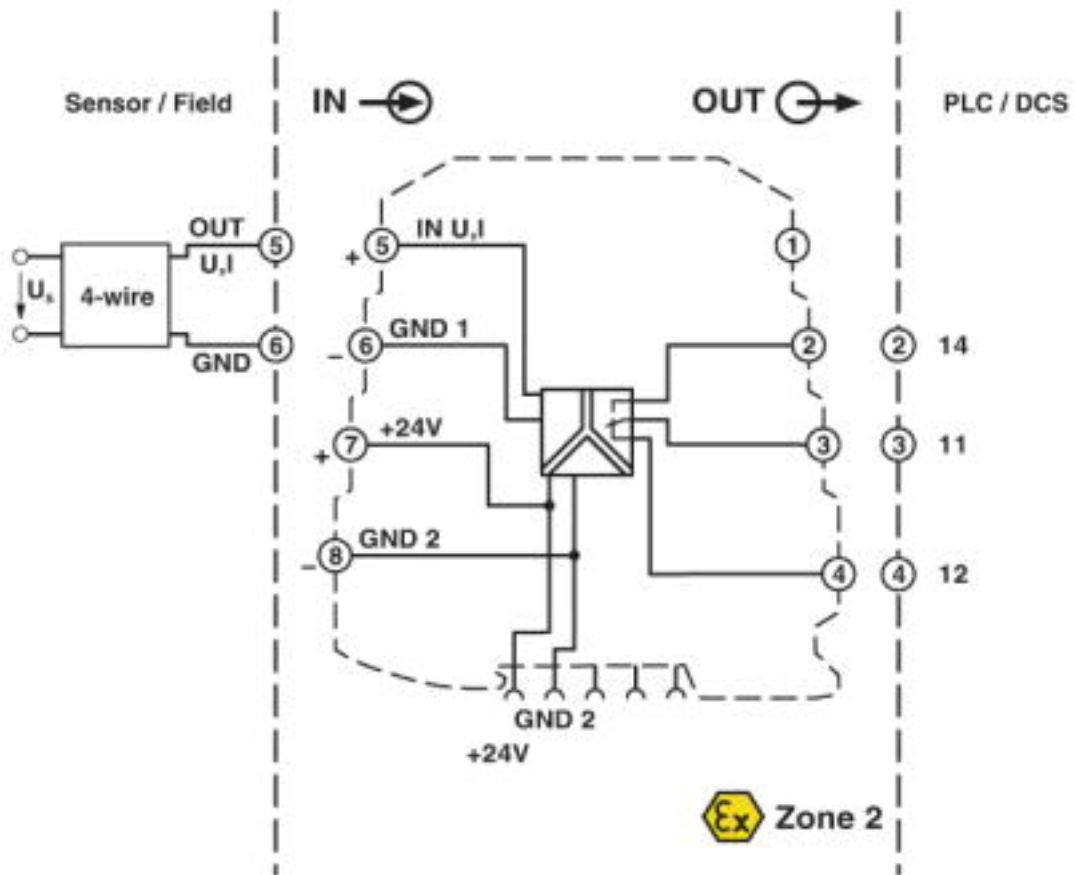 Sensor / Field
IN
OUT
PLC / DCS
OUT
5
U,I
5
IN U,I
1
+
Us
4-wire
6
GND
6
GND 1
–
2
2
14
7
+24V
+
3
3
11
8
GND 2
–
4
4
12
GND 2
+24V
Ex
Zone 2